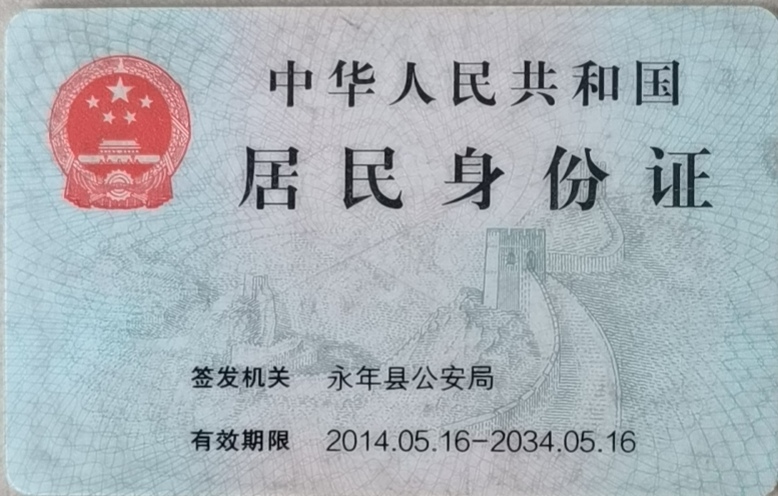 中华人民共和国
居民身份证
签发机关 永年县公安局
有效期限 2014.05.16-2034.05.16